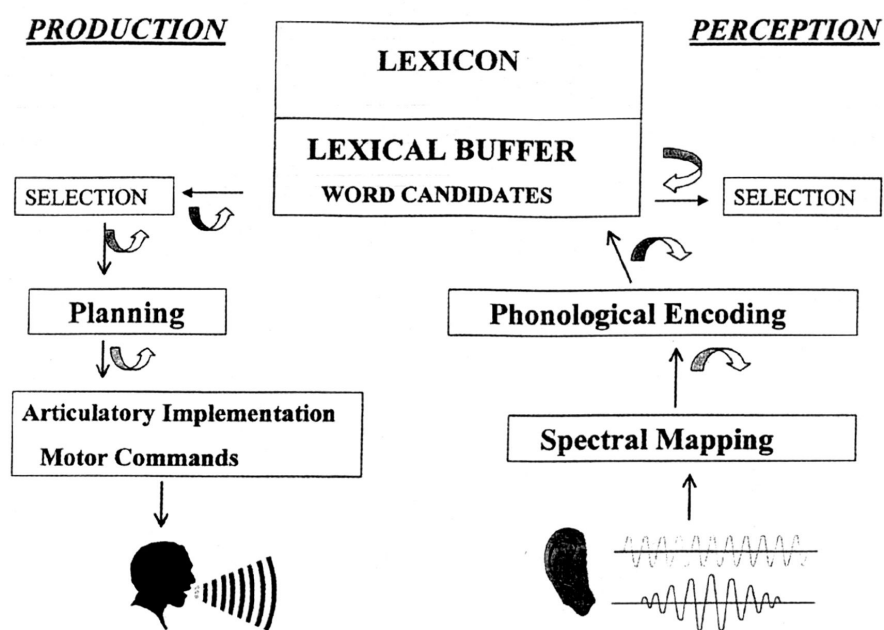 PRODUCTION
PERCEPTION
LEXICON
LEXICAL BUFFER
WORD CANDIDATES
SELECTION
SELECTION
Planning
Phonological Encoding
Articulatory Implementation
Motor Commands
Spectral Mapping